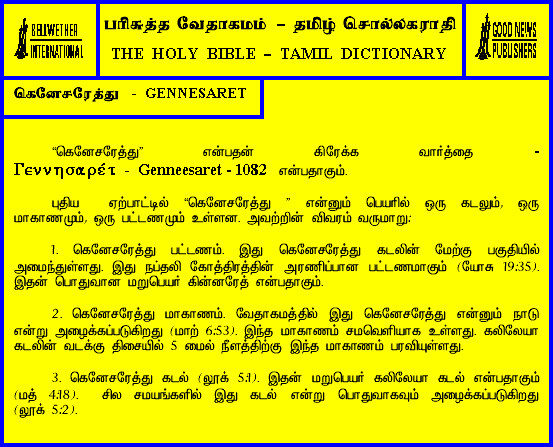 BELLWETHER
INTERNATIONAL
பரிசுத்த வேதாகமம் – தமிழ் சொல்லகராதி
THE HOLY BIBLE – TAMIL DICTIONARY
GOOD NEWS
PUBLISHERS
கெனேசரேத்து - GENNESARET
“கெனேசரேத்து” என்பதன் கிரேக்க வார்த்தை -
Γεννησαρέτ - Genneesaret - 1082 என்பதாகும்.
புதிய ஏற்பாட்டில் “கெனேசரேத்து ” என்னும் பெயரில் ஒரு கடலும், ஒரு
மாகாணமும், ஒரு பட்டணமும் உள்ளன. அவற்றின் விவரம் வருமாறு:
1. கெனேசரேத்து பட்டணம். இது கெனேசரேத்து கடலின் மேற்கு பகுதியில்
அமைந்துள்ளது. இது நப்தலி கோத்திரத்தின் அரணிப்பான பட்டணமாகும் (யோசு 19:35).
இதன் பொதுவான மறுபெயர் கின்னரேத் என்பதாகும்.
2. கெனேசரேத்து மாகாணம். வேதாகமத்தில் இது கெனேசரேத்து என்னும் நாடு
என்று அழைக்கப்படுகிறது (மாற் 6:53). இந்த மாகாணம் சமவெளியாக உள்ளது. கலிலேயா
கடலின் வடக்கு திசையில் 5 மைல் நீளத்திற்கு இந்த மாகாணம் பரவியுள்ளது.
3. கெனேசரேத்து கடல் (லூக் 5:1). இதன் மறுபெயர் கலிலேயா கடல் என்பதாகும்
(மத் 4:18). சில சமயங்களில் இது கடல் என்று பொதுவாகவும் அழைக்கப்படுகிறது
(லூக் 5:2).